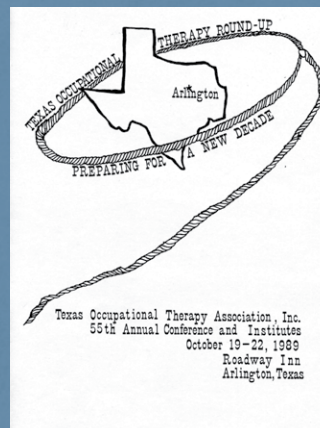 TEXAS OCCUPATIONAL THERAPY ROUND-UP
Arlington
PREPARING FOR A NEW DECADE
Texas Occupational Therapy Association, Inc.
55th Annual Conference and Institutes
October 19-22, 1989
Roadway Inn
Arlington, Texas